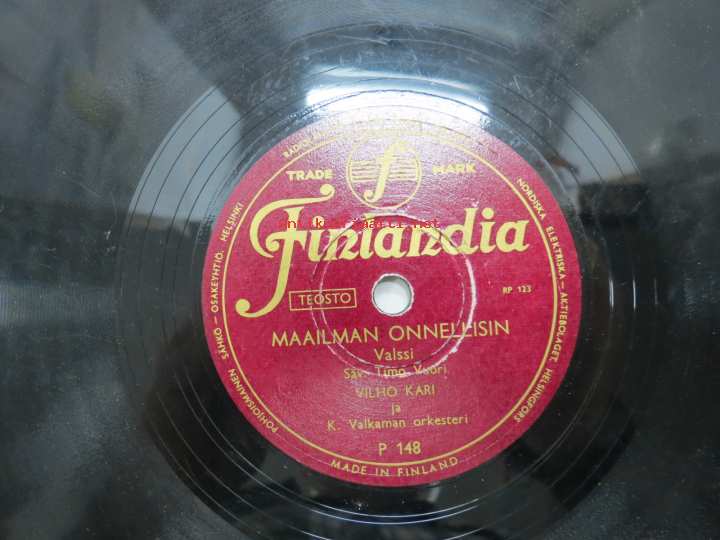 TRADE MARK
f
Finlandia
TEOSTO
RP 123
MAAILMAN ONNELLISIN
Valssi
Säv. Timo Vuori
VILHO KARI
ja
K. Valkaman orkesteri
P 148
MADE IN FINLAND
POHJOISMAINEN SÄHKÖ – OSAKEYHTIÖ, HELSINKI
NORDISKA ELEKTRISKA – AKTIEBOLAGET, HELSINGFORS